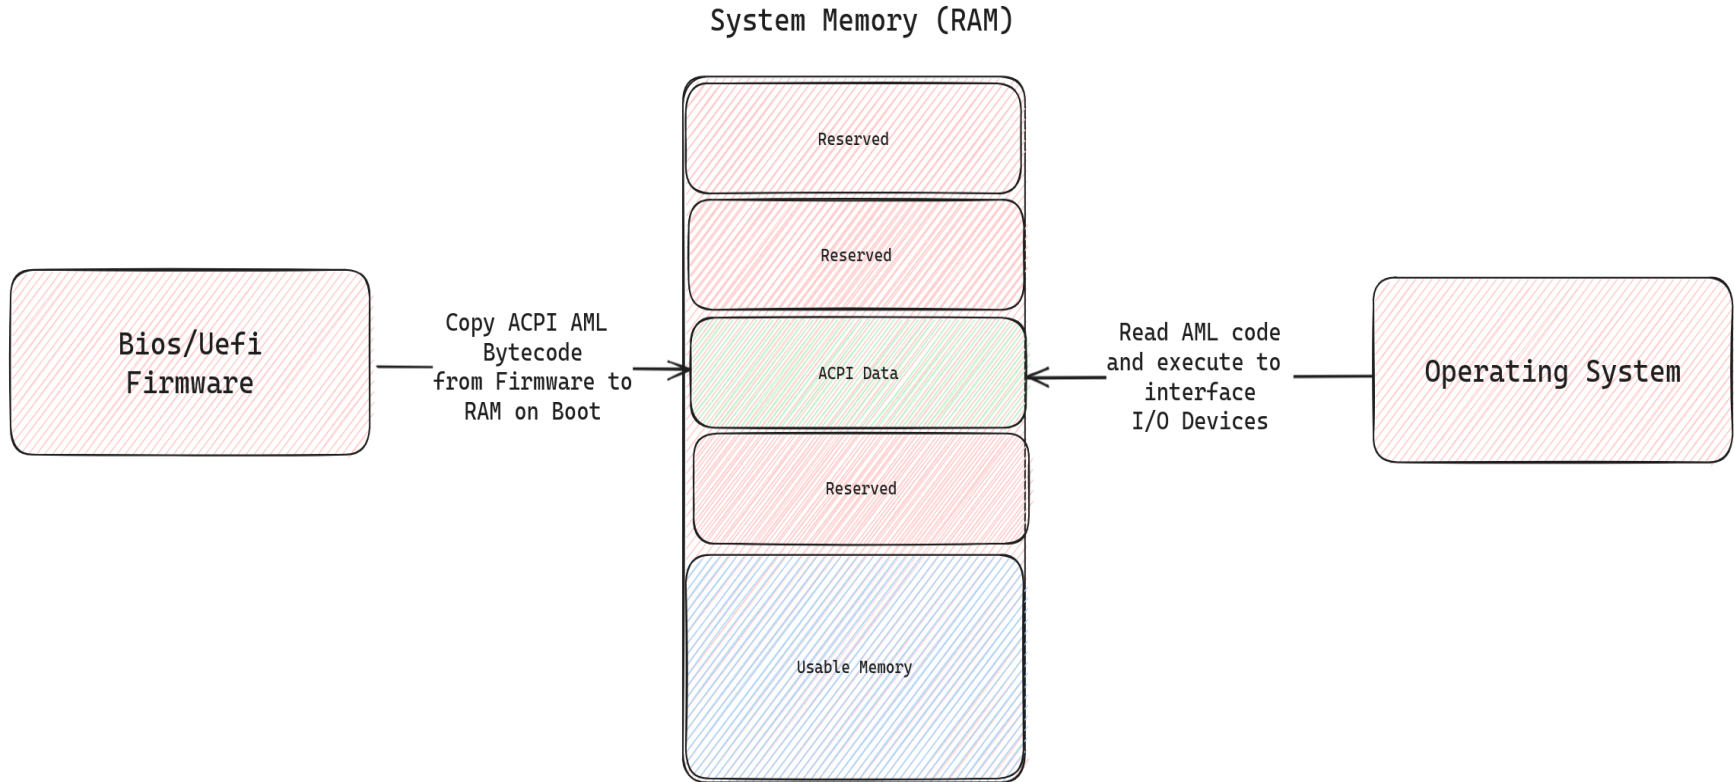 System Memory (RAM)
Reserved
Reserved
Bios/Uefi
Firmware
Copy ACPI AML
Bytecode
from Firmware to
RAM on Boot
ACPI Data
Read AML code
and execute to
interface
I/O Devices
Operating System
Reserved
Usable Memory